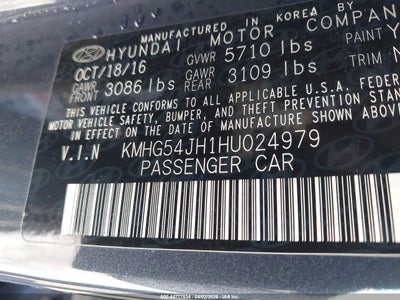 MANUFACTURED IN KOREA BY
HYUNDAI MOTOR COMPAN
OCT/18/16 GVWR 5710 lbs PAINT Y
GAWR FRONT 3086 lbs GAWR REAR 3109 lbs TRIM N
THIS VEHICLE CONFORMS TO ALL APPLICABLE U.S.A. FEDER
MOTOR VEHICLE SAFETY, BUMPER, AND THEFT PREVENTION STAND
IN EFFECT ON THE DATE OF MANUFACTURE SHOWN ABOVE.
V.I.N KMHG54JH1HU024979
PASSENGER CAR